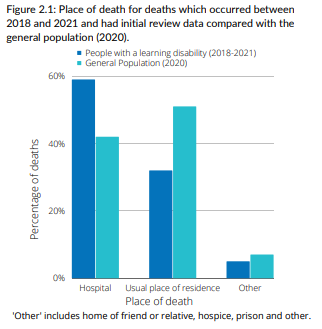 Figure 2.1: Place of death for deaths which occurred between
2018 and 2021 and had initial review data compared with the
general population (2020).
People with a learning disability (2018-2021)
General Population (2020)
60%
40%
20%
0%
Percentage of deaths
Hospital Usual place of residence Other
Place of death
'Other' includes home of friend or relative, hospice, prison and other.